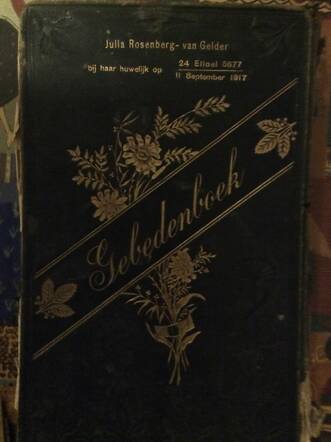 Julia Rosenberg- van Gelder
bij haar huwelijk op 24 Elloel 5677
11 September 1917
Gebedenboek